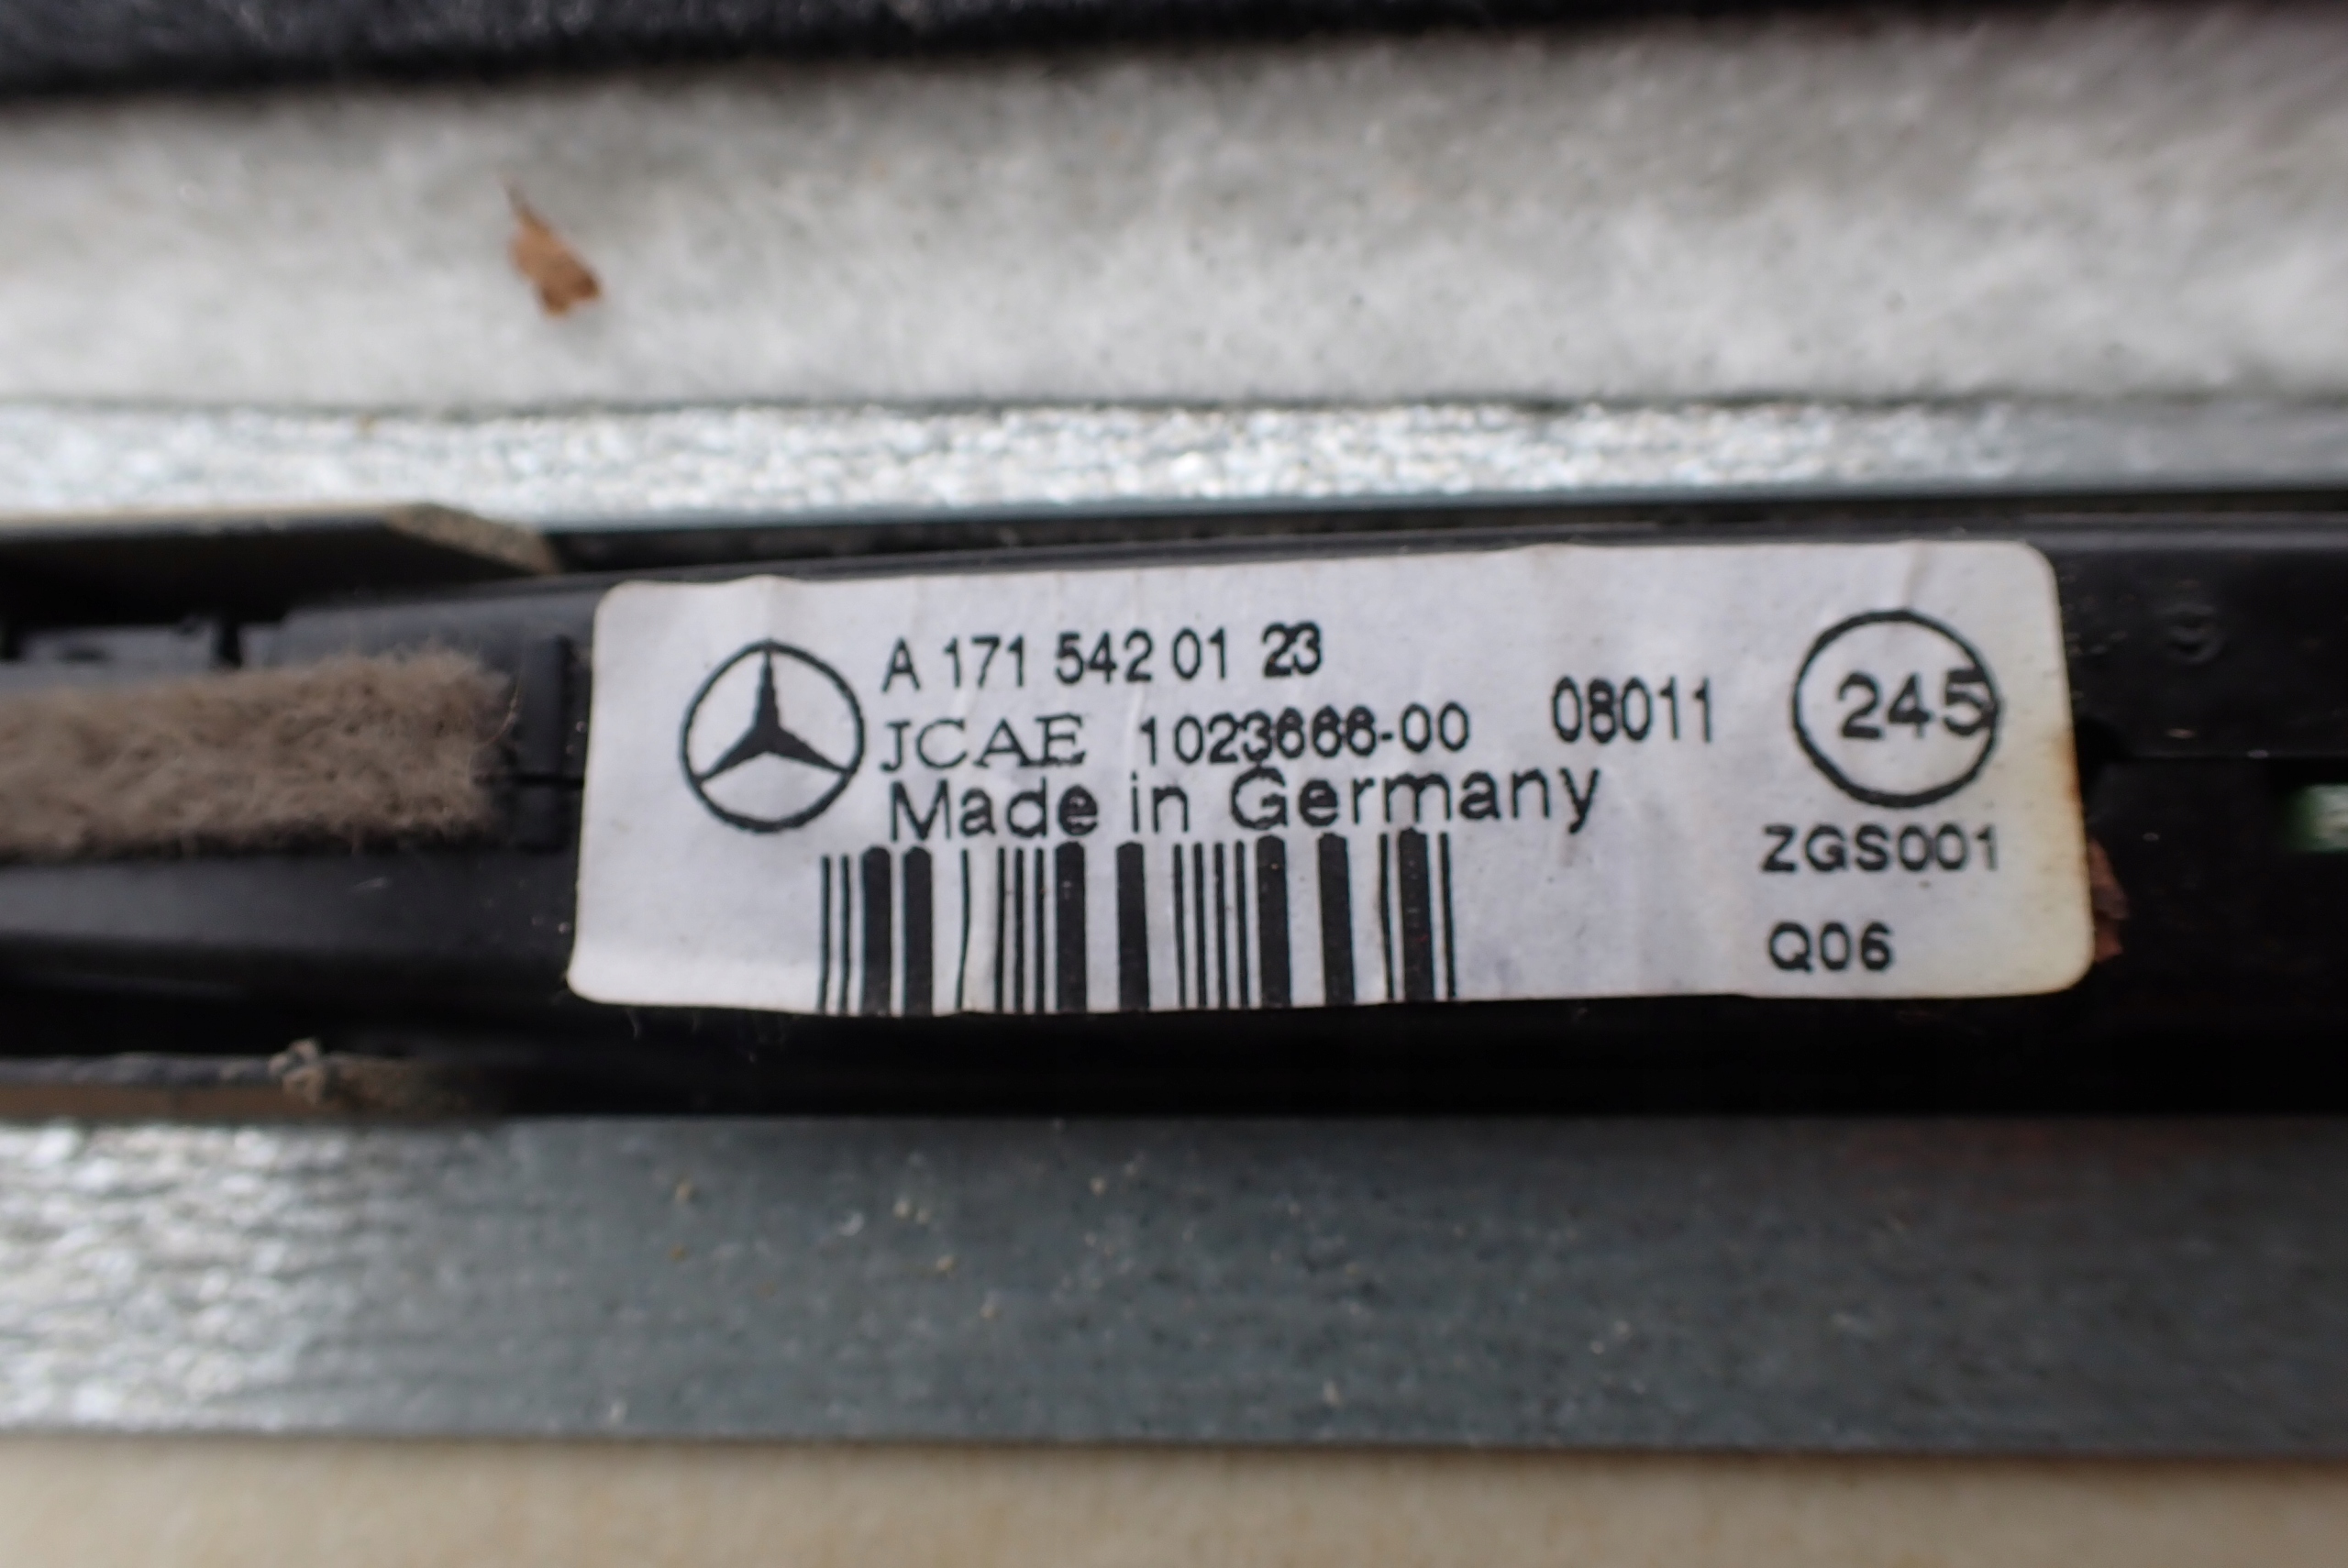 A 171 542 01 23
JCAE 1023666-00 08011
Made in Germany
245
ZGS001
Q06